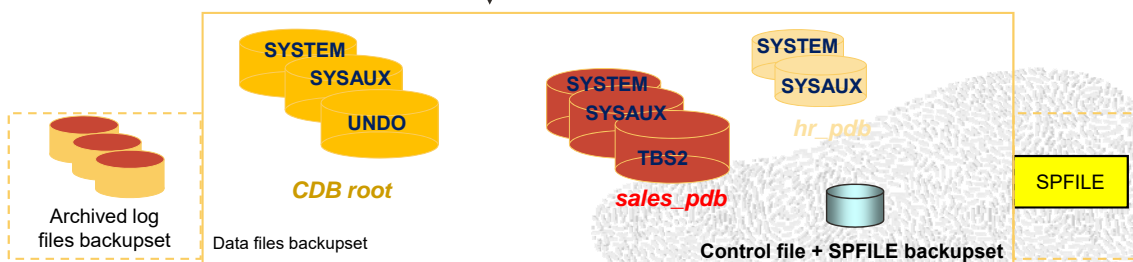 SYSTEM
SYSAUX
UNDO
CDB root
SYSTEM
SYSAUX
TBS2
sales_pdb
SYSTEM
SYSAUX
hr_pdb
SPFILE
Archived log
files backupset
Data files backupset
Control file + SPFILE backupset